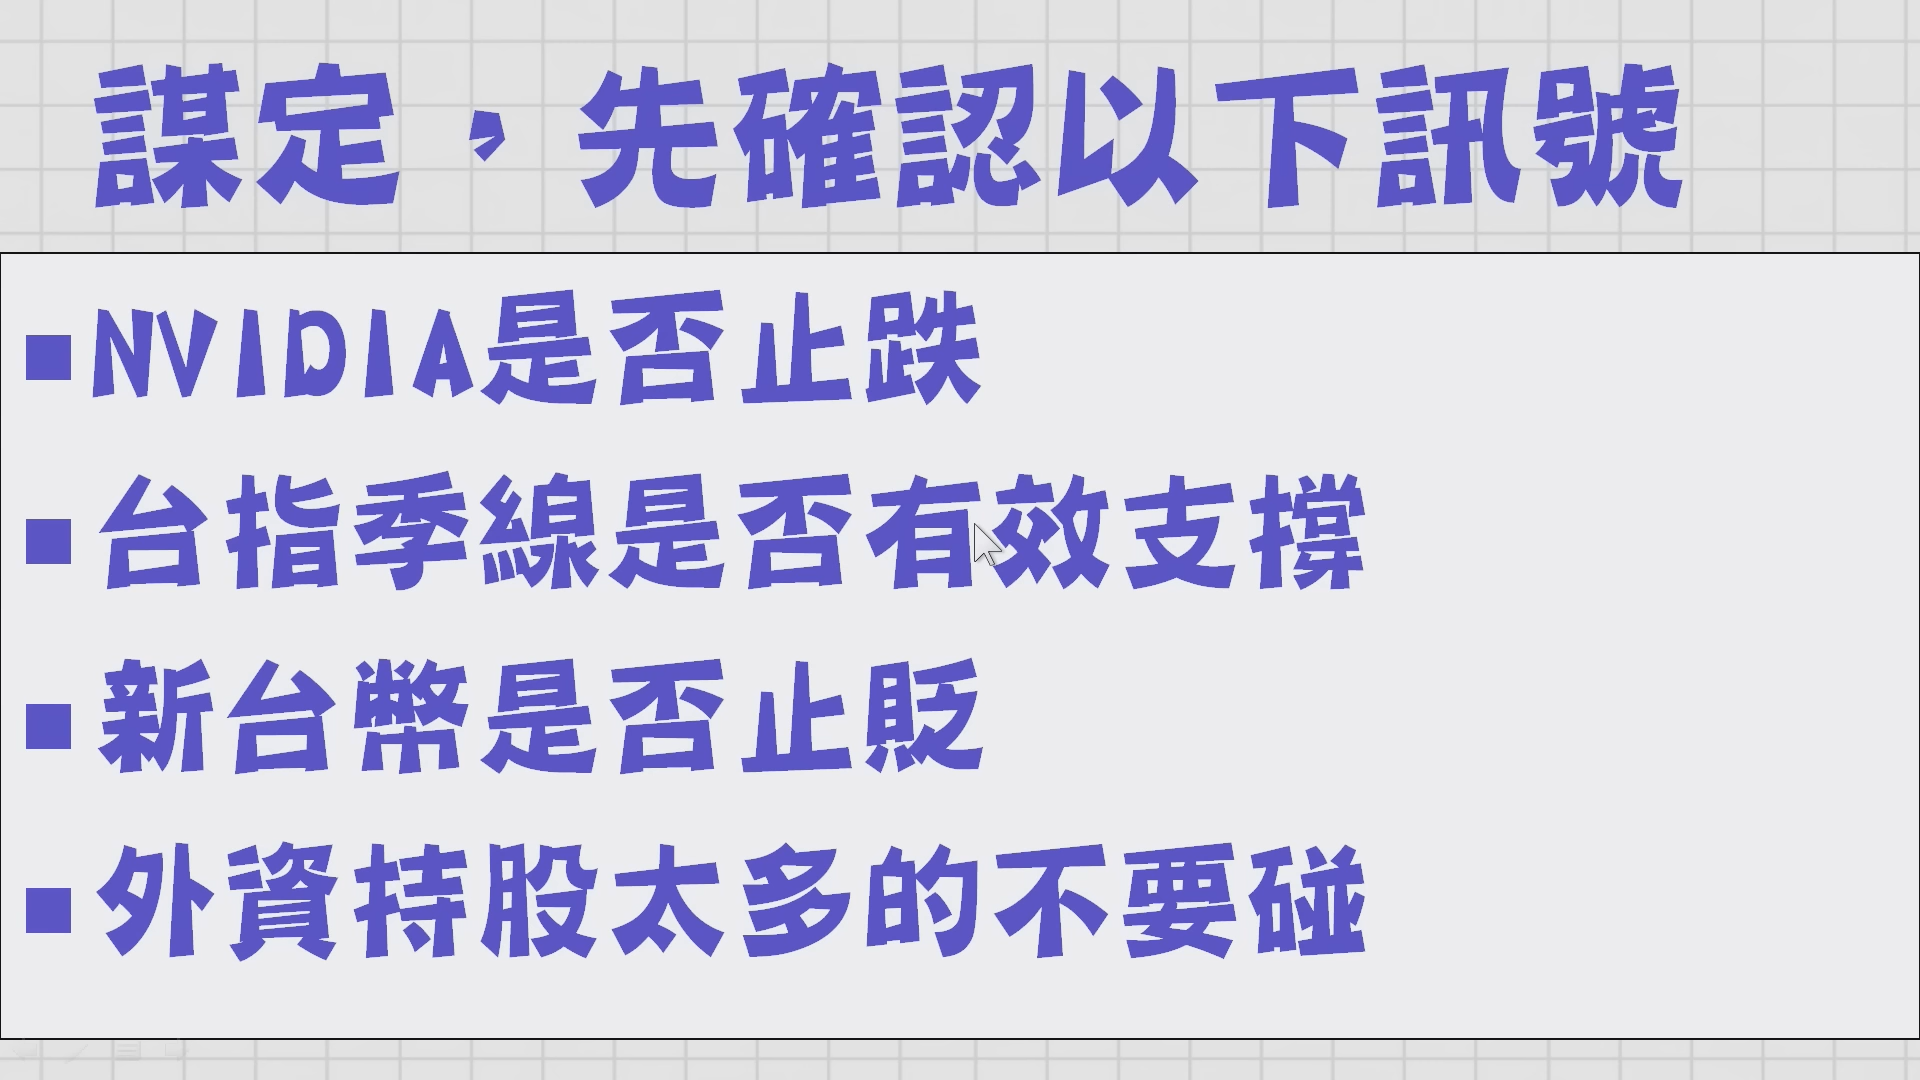 謀定，先確認以下訊號
■NVIDIA是否止跌
■台指季線是否有效支撐
■新台幣是否止貶
■外資持股太多的不要碰